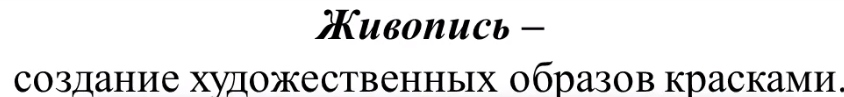 Живопись –
создание художественных образов красками.